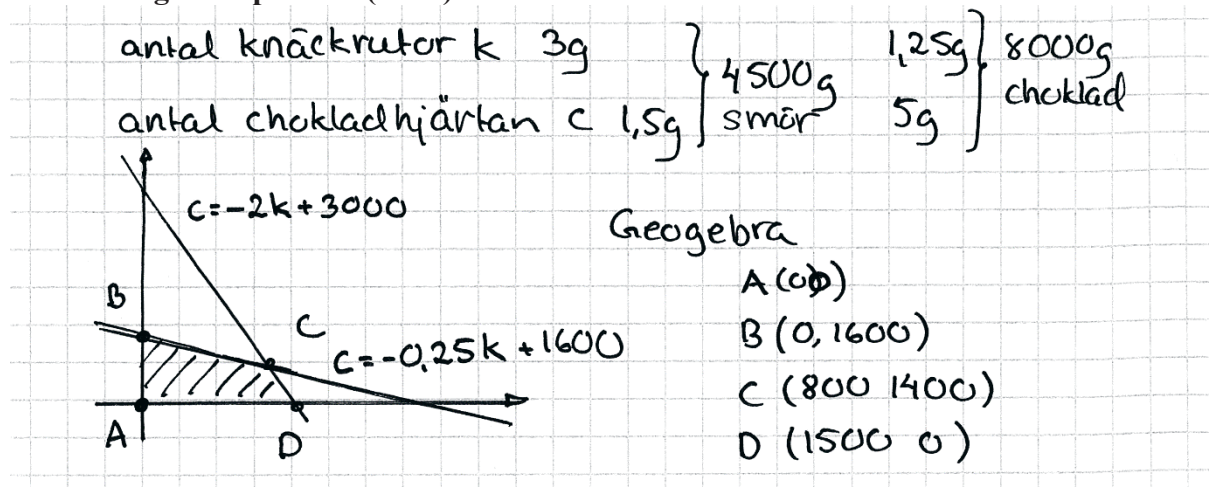 antal knäckrutor k 3g 1,25g
4500g smör 8000g choklad
antal chokladhjärtan c 1,5g 5g
c=-2k+3000
Geogebra
A (0,0)
B
B (0,1600)
C
c=-0,25k+1600
C (800 1400)
A
D
D (1500 0)